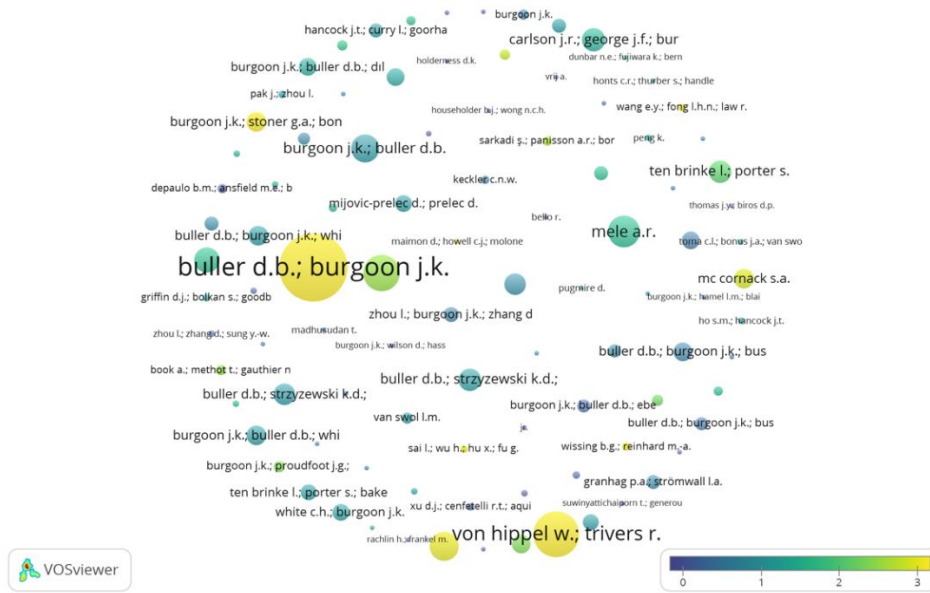 burgoon j.k.
hancock j.t.; curry l.; goorha
carlson j.r.; george j.f.; bur
dunbar n.e.; fujiwara k.; bern
holderness d.k.
burgoon j.k.; buller d.b.; dil
vrij a.
honts c.r.; thurber s.; handle
pak j.; zhou l.
householder b.j.; wong n.c.h.
wang e.y.; fong l.h.n.; law r.
burgoon j.k.; stoner g.a.; bon
sarkadi ş.; panisson a.r.; bor
peng k.
burgoon j.k.; buller d.b.
ten brinke l.; porter s.
keckler c.n.w.
depaulo b.m.; ansfield m.e.; b
mijovic-prelec d.; prelec d.
thomas j.y.; biros d.p.
bello r.
mele a.r.
buller d.b.; burgoon j.k.; whi
maimon d.; howell c.j.; molone
toma c.l.; bonus j.a.; van swo
buller d.b.; burgoon j.k.
mc cornack s.a.
pugmire d.
griffin d.j.; bolkan s.; goodb
burgoon j.k.; hamel l.m.; blai
zhou l.; burgoon j.k.; zhang d
ho s.m.; hancock j.t.
zhou l.; zhang d.; sung y.-w.
madhusudan t.
burgoon j.k.; wilson d.; hass
buller d.b.; burgoon j.k.; bus
book a.; methot t.; gauthier n
buller d.b.; strzyzewski k.d.;
buller d.b.; strzyzewski k.d.;
burgoon j.k.; buller d.b.; ebe
van swol l.m.
buller d.b.; burgoon j.k.; bus
burgoon j.k.; buller d.b.; whi
sai l.; wu h.; hu x.; fu g.
wissing b.g.; reinhard m.-a.
burgoon j.k.; proudfoot j.g.;
granhag p.a.; strömwall l.a.
ten brinke l.; porter s.; bake
xu d.j.; cenfetelli r.t.; aqui
suwinyattichaiporn t.; generou
white c.h.; burgoon j.k.
von hippel w.; trivers r.
rachlin h.; frankel m.
VOSviewer
0 1 2 3